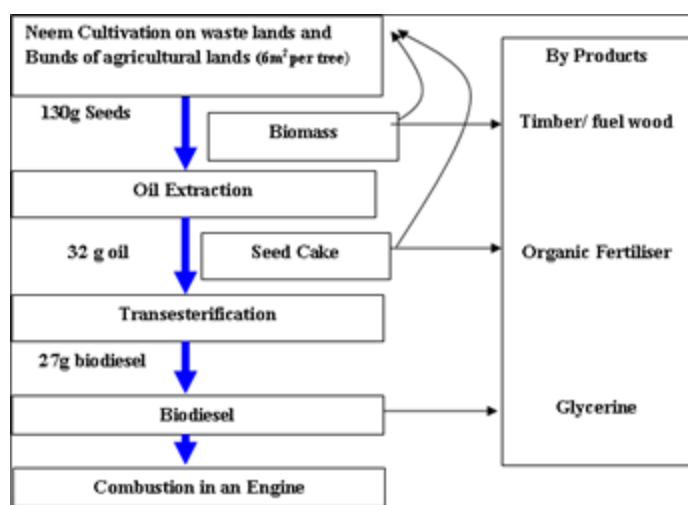 Neem Cultivation on waste lands and
Bunds of agricultural lands (6m² per tree)
By Products
130g Seeds
Biomass
Timber/ fuel wood
Oil Extraction
32 g oil
Seed Cake
Organic Fertiliser
Transesterification
27g biodiesel
Biodiesel
Glycerine
Combustion in an Engine